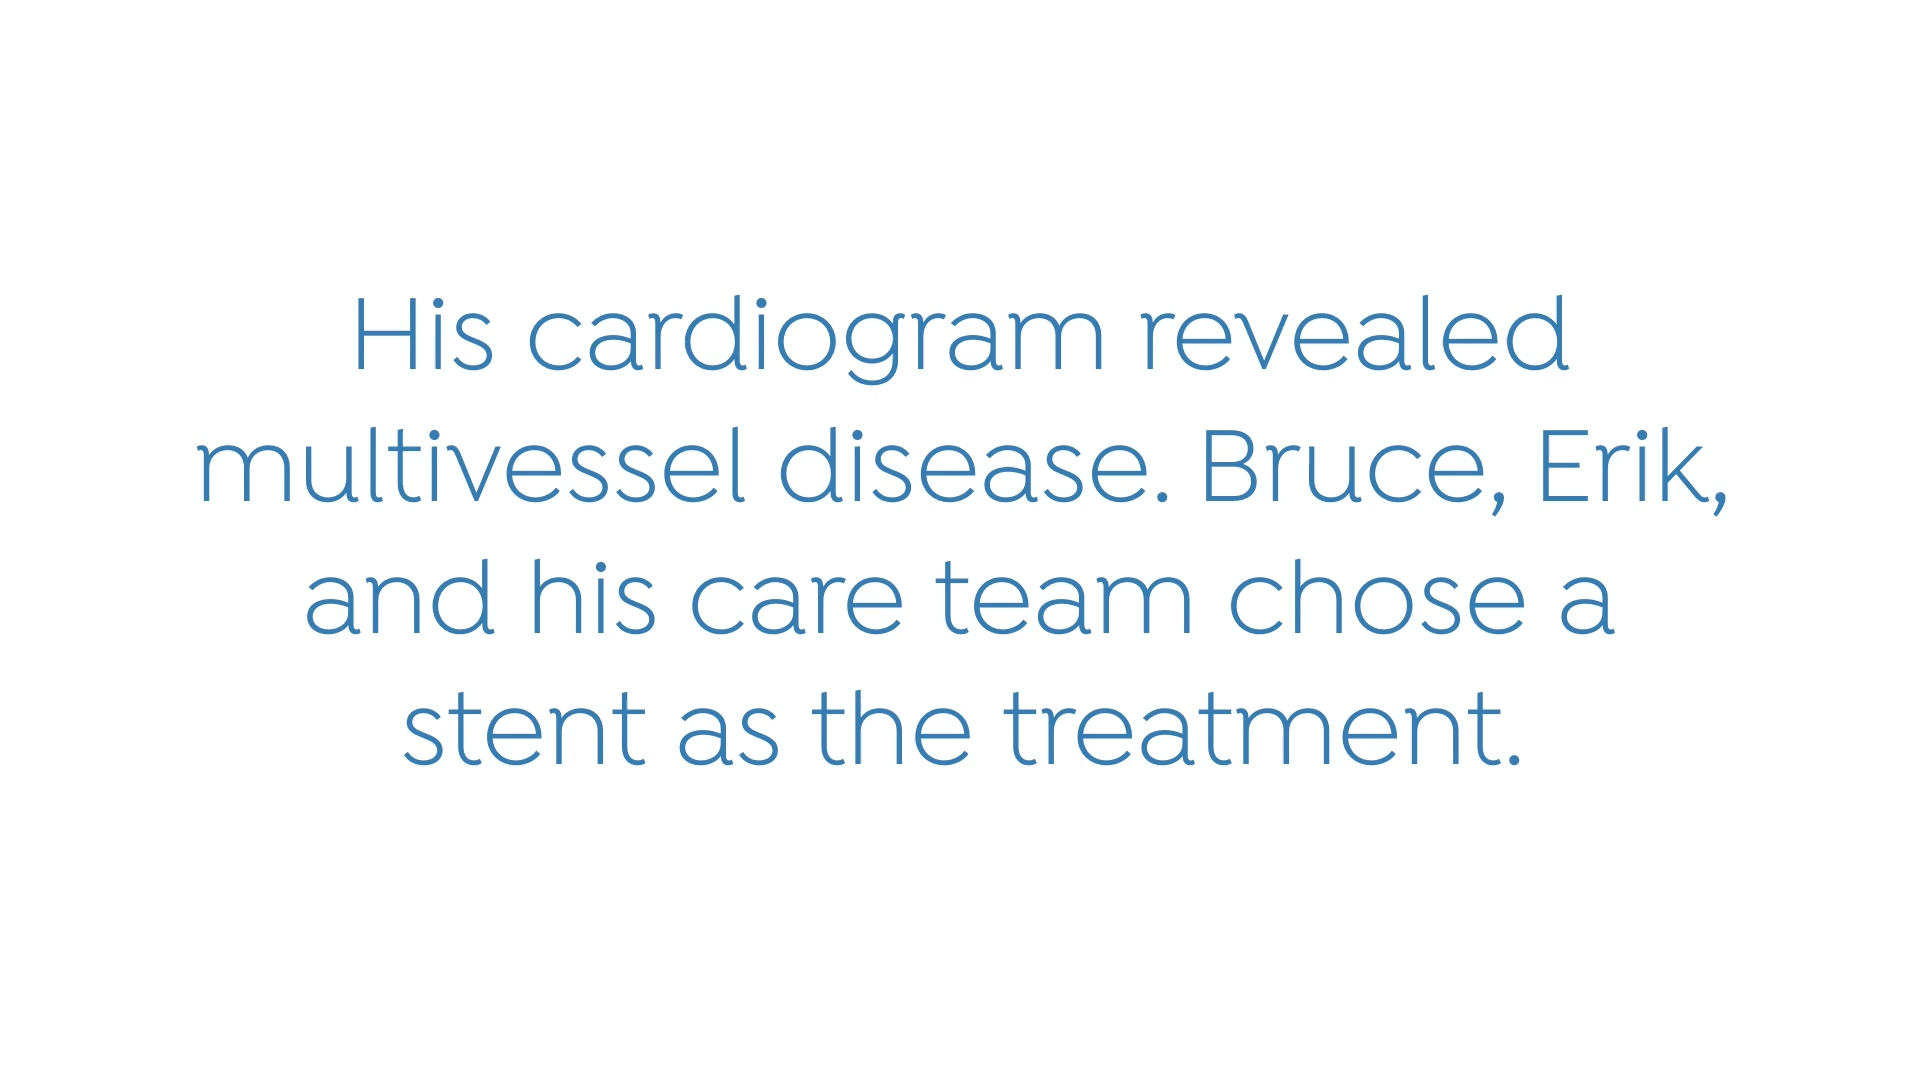 His cardiogram revealed
multivessel disease. Bruce, Erik,
and his care team chose a
stent as the treatment.